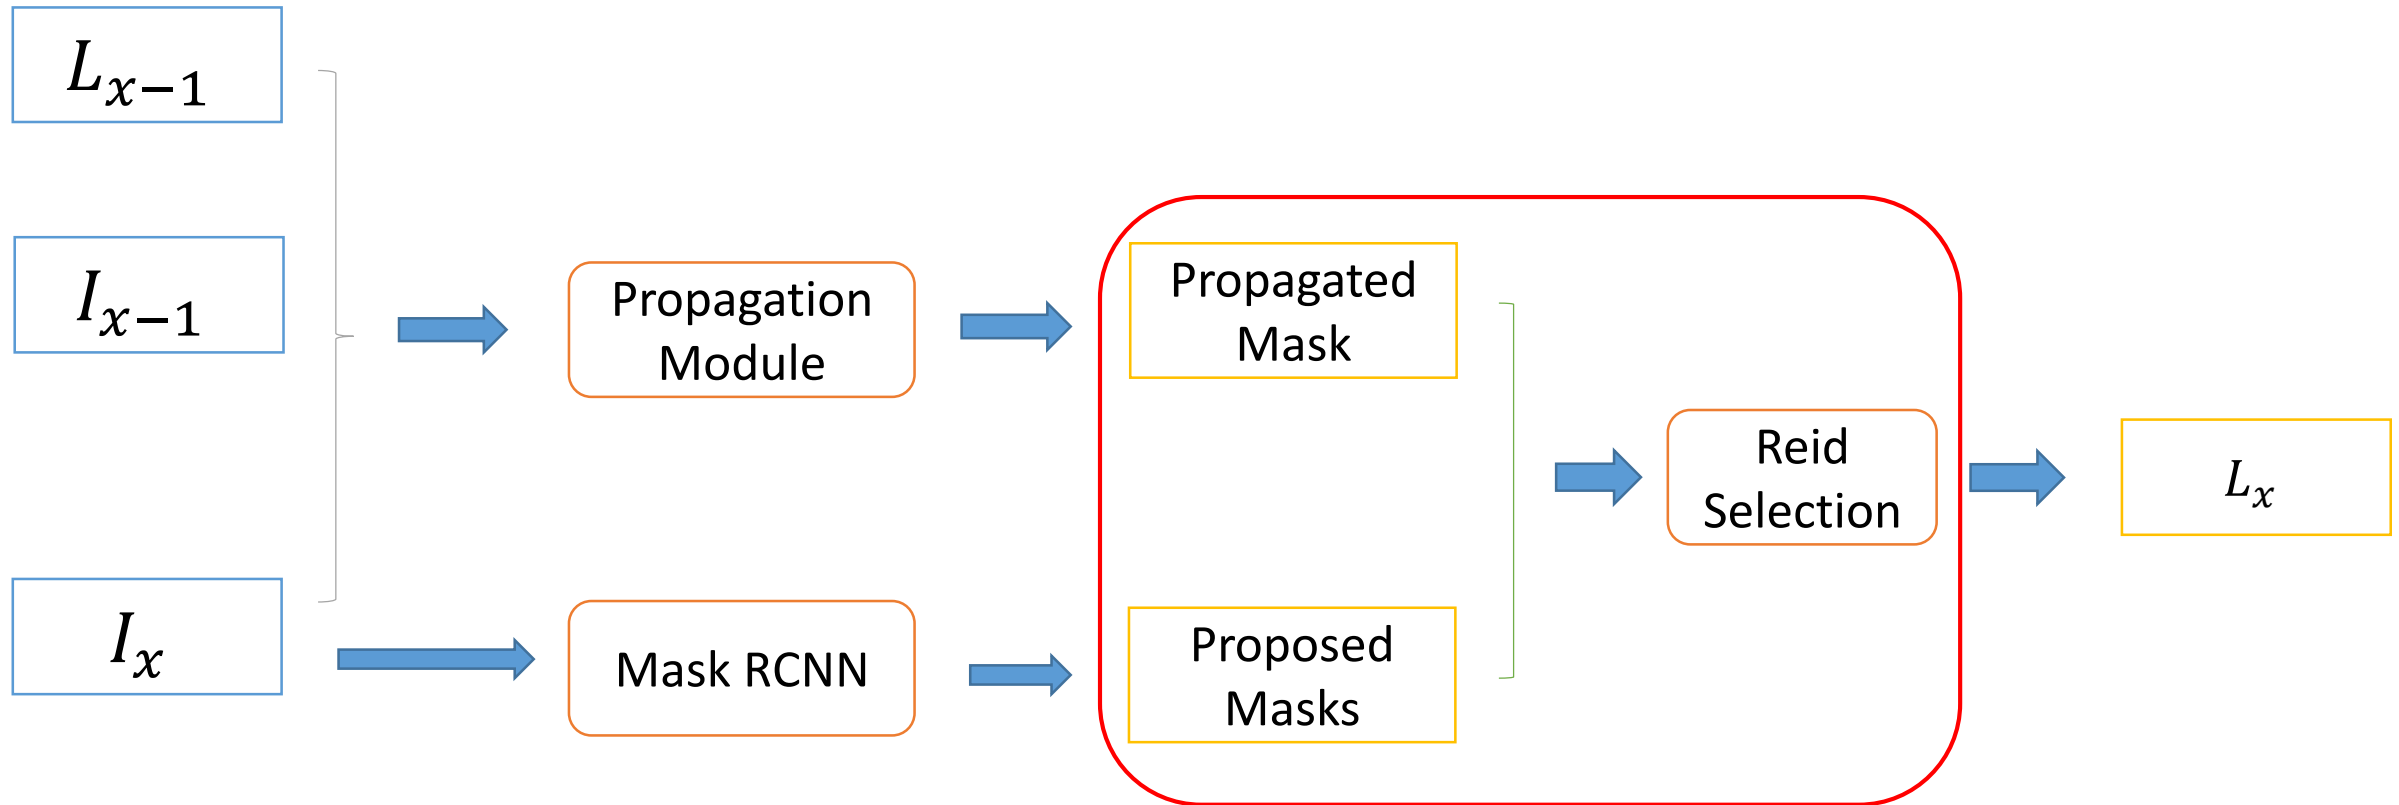 L_{x-1}
I_{x-1}
I_x
Propagation
Module
Mask RCNN
Propagated
Mask
Proposed
Masks
Reid
Selection
L_x